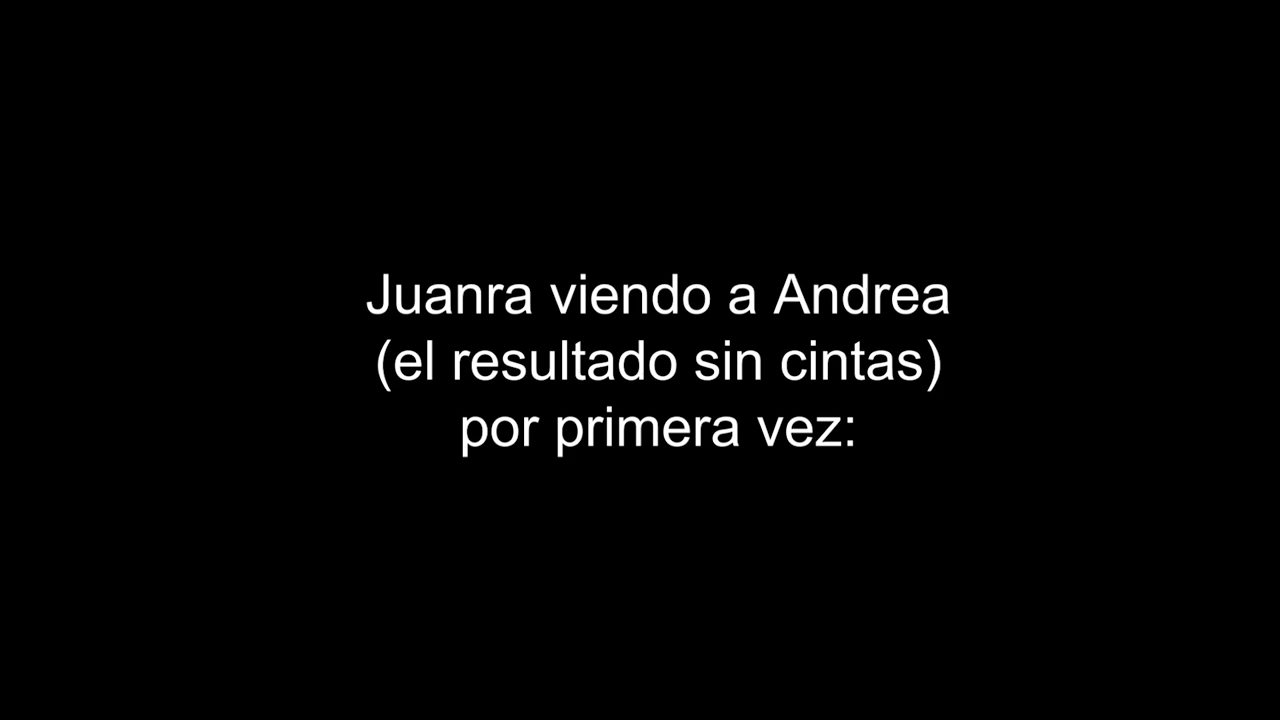 Juanra viendo a Andrea
(el resultado sin cintas)
por primera vez: